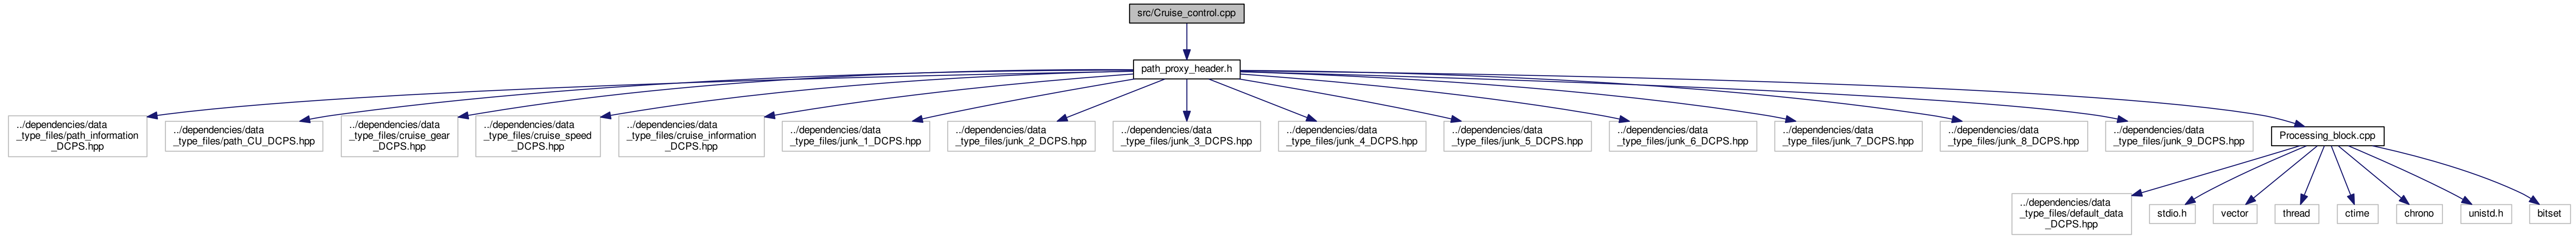 src/Cruise_control.cpp
path_proxy_header.h
../dependencies/data
_type_files/path_information
_DCPS.hpp
../dependencies/data
_type_files/path_CU_DCPS.hpp
../dependencies/data
_type_files/cruise_gear
_DCPS.hpp
../dependencies/data
_type_files/cruise_speed
_DCPS.hpp
../dependencies/data
_type_files/cruise_information
_DCPS.hpp
../dependencies/data
_type_files/junk_1_DCPS.hpp
../dependencies/data
_type_files/junk_2_DCPS.hpp
../dependencies/data
_type_files/junk_3_DCPS.hpp
../dependencies/data
_type_files/junk_4_DCPS.hpp
../dependencies/data
_type_files/junk_5_DCPS.hpp
../dependencies/data
_type_files/junk_6_DCPS.hpp
../dependencies/data
_type_files/junk_7_DCPS.hpp
../dependencies/data
_type_files/junk_8_DCPS.hpp
../dependencies/data
_type_files/junk_9_DCPS.hpp
Processing_block.cpp
../dependencies/data
_type_files/default_data
_DCPS.hpp
stdio.h
vector
thread
ctime
chrono
unistd.h
bitset